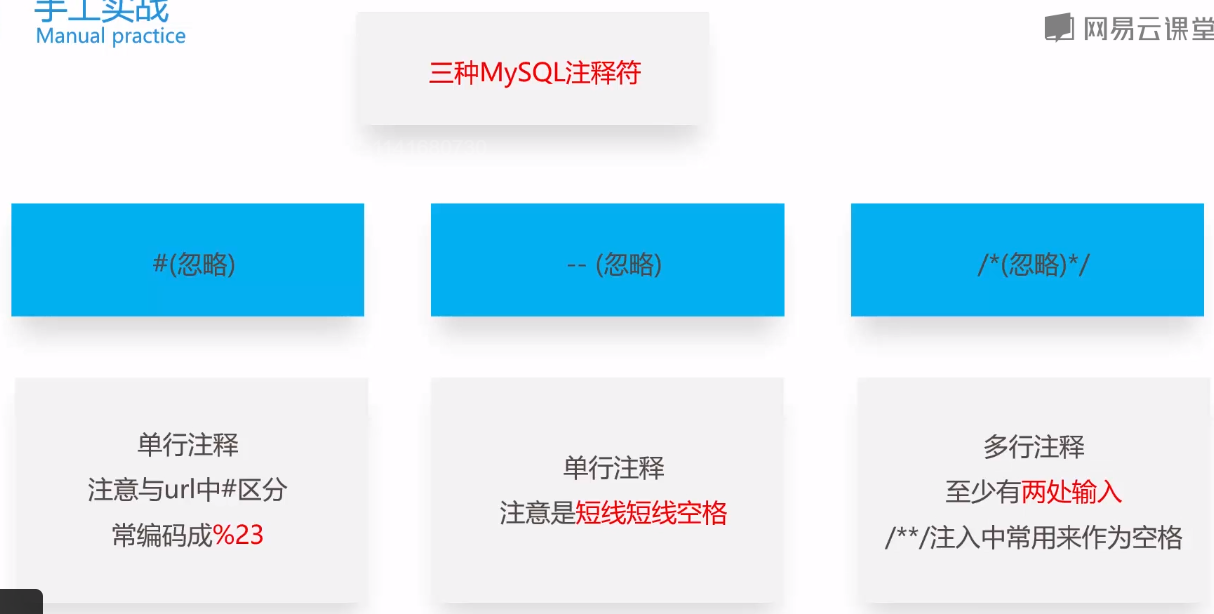 手工实战
Manual practice
网易云课堂
三种MySQL注释符
#(忽略)
-- (忽略)
/*(忽略)*/
单行注释
注意与url中#区分
常编码成%23
单行注释
注意是短线短线空格
多行注释
至少有两处输入
/**/注入中常用来作为空格